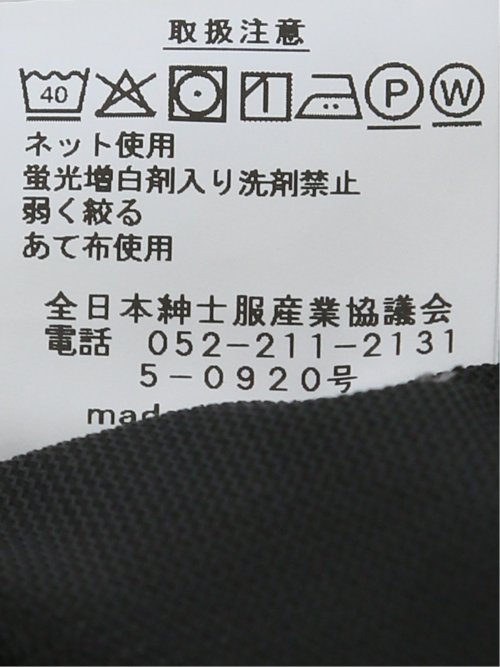 取扱注意
40 P W
ネット使用
蛍光増白剤入り洗剤禁止
弱く絞る
あて布使用
全日本紳士服産業協議会
電話 052-211-2131
5-0920号